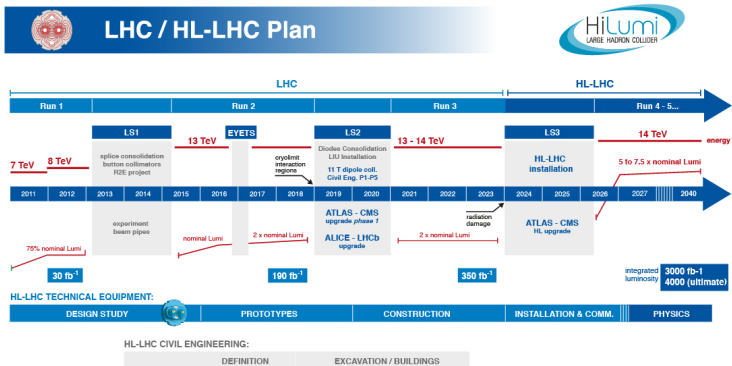 LHC / HL-LHC Plan
HiLumi
LARGE HADRON COLLIDER
LHC
HL-LHC
Run 1
Run 2
Run 3
Run 4 - 5...
LS1
EYETS
LS2
LS3
7 TeV
8 TeV
13 TeV
13 - 14 TeV
14 TeV
energy
splice consolidation
button collimators
R2E project
cryolimit
interaction
regions
Diodes Consolidation
LIU Installation
11 T dipole coll.
Civil Eng. P1-P5
HL-LHC
installation
5 to 7.5 x nominal Lumi
2011
2012
2013
2014
2015
2016
2017
2018
2019
2020
2021
2022
2023
2024
2025
2026
2027
2040
experiment
beam pipes
ATLAS - CMS
upgrade phase 1
ALICE - LHCb
upgrade
radiation
damage
ATLAS - CMS
HL upgrade
75% nominal Lumi
nominal Lumi
2 x nominal Lumi
2 x nominal Lumi
30 fb-1
190 fb-1
350 fb-1
integrated
luminosity
3000 fb-1
4000 (ultimate)
HL-LHC TECHNICAL EQUIPMENT:
DESIGN STUDY
PROTOTYPES
CONSTRUCTION
INSTALLATION & COMM.
PHYSICS
HL-LHC CIVIL ENGINEERING:
DEFINITION
EXCAVATION / BUILDINGS